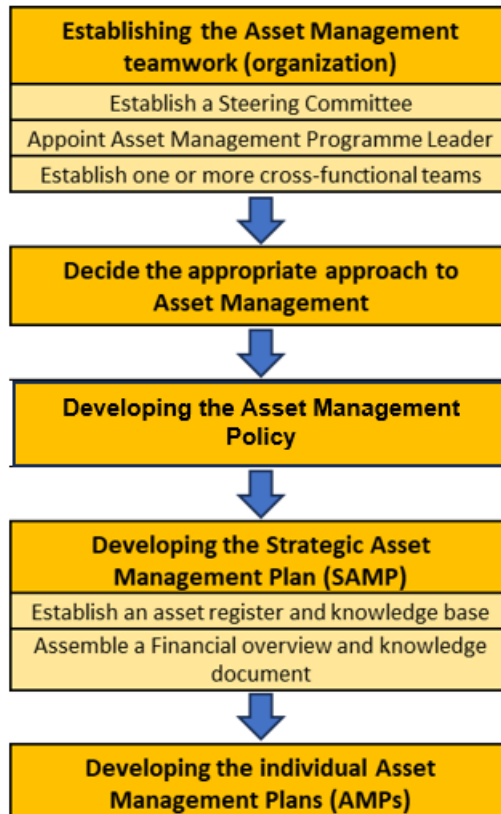 Establishing the Asset Management
teamwork (organization)
Establish a Steering Committee
Appoint Asset Management Programme Leader
Establish one or more cross-functional teams
Decide the appropriate approach to
Asset Management
Developing the Asset Management
Policy
Developing the Strategic Asset
Management Plan (SAMP)
Establish an asset register and knowledge base
Assemble a Financial overview and knowledge
document
Developing the individual Asset
Management Plans (AMPs)